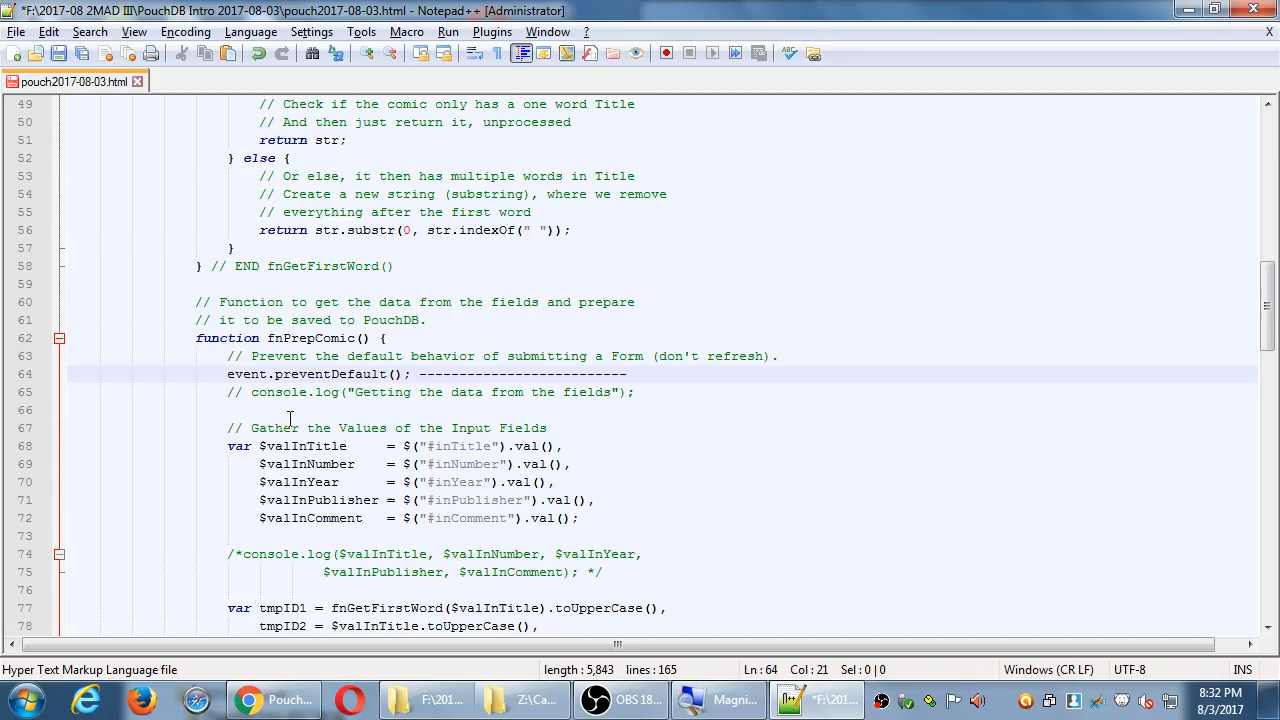 *F:\2017-08 2MAD III\PouchDB Intro 2017-08-03\pouch2017-08-03.html - Notepad++ [Administrator]
File Edit Search View Encoding Language Settings Tools Macro Run Plugins Window ? X
pouch2017-08-03.html
49 // Check if the comic only has a one word Title
50 // And then just return it, unprocessed
51 return str;
52 } else {
53 // Or else, it then has multiple words in Title
54 // Create a new string (substring), where we remove
55 // everything after the first word
56 return str.substr(0, str.indexOf(" "));
57 }
58 } // END fnGetFirstWord()
59
60 // Function to get the data from the fields and prepare
61 // it to be saved to PouchDB.
62 function fnPrepComic() {
63 // Prevent the default behavior of submitting a Form (don't refresh).
64 event.preventDefault(); --------------------------
65 // console.log("Getting the data from the fields");
66
67 // Gather the Values of the Input Fields
68 var $valInTitle = $("#inTitle").val(),
69 $valInNumber = $("#inNumber").val(),
70 $valInYear = $("#inYear").val(),
71 $valInPublisher = $("#inPublisher").val(),
72 $valInComment = $("#inComment").val();
73
74 /*console.log($valInTitle, $valInNumber, $valInYear,
75 $valInPublisher, $valInComment); */
76
77 var tmpID1 = fnGetFirstWord($valInTitle).toUpperCase(),
78 tmpID2 = $valInTitle.toUpperCase(),
Hyper Text Markup Language file length : 5,843 lines : 165 Ln : 64 Col : 21 Sel : 0 | 0 Windows (CR LF) UTF-8 INS
Pouch... F:\201... Z:\Ca... OBS 18.... Magni... *F:\201... 8:32 PM
8/3/2017